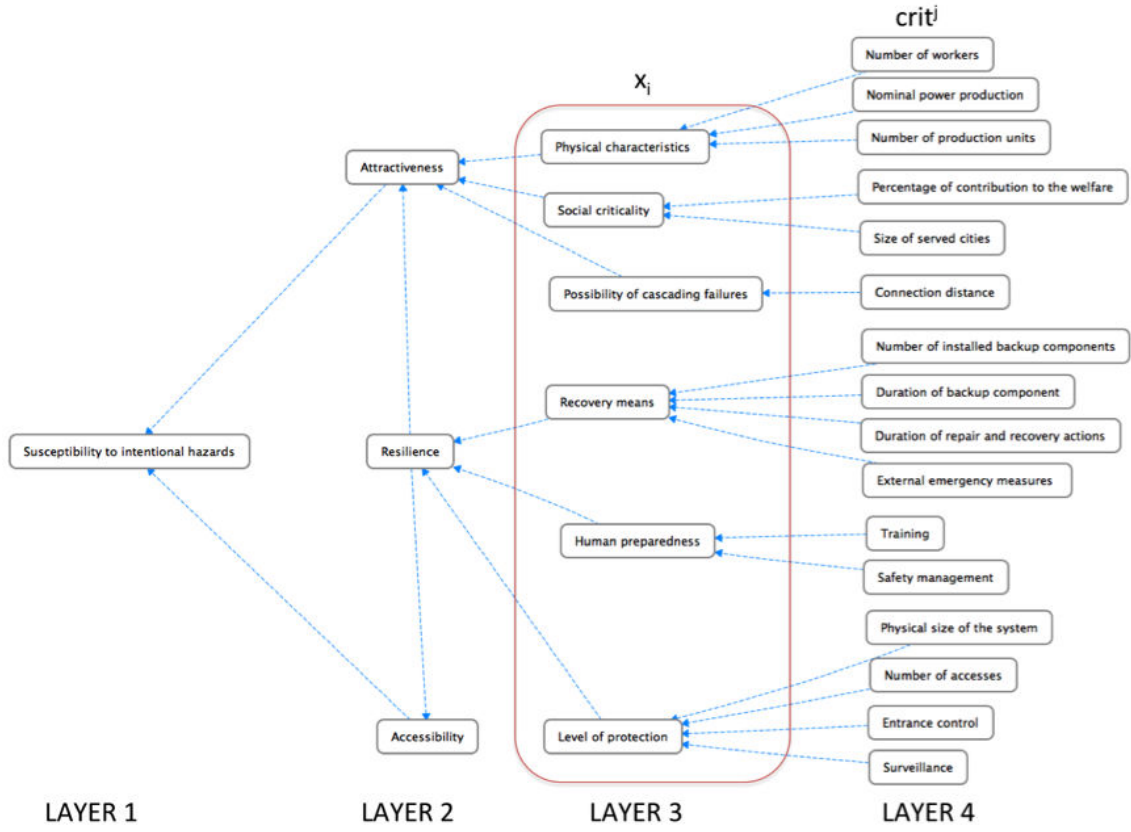 crit^j
Number of workers
x_i
Nominal power production
Physical characteristics
Number of production units
Attractiveness
Percentage of contribution to the welfare
Social criticality
Size of served cities
Possibility of cascading failures
Connection distance
Number of installed backup components
Recovery means
Duration of backup component
Susceptibility to intentional hazards
Resilience
Duration of repair and recovery actions
External emergency measures
Human preparedness
Training
Safety management
Physical size of the system
Number of accesses
Accessibility
Level of protection
Entrance control
Surveillance
LAYER 1
LAYER 2
LAYER 3
LAYER 4